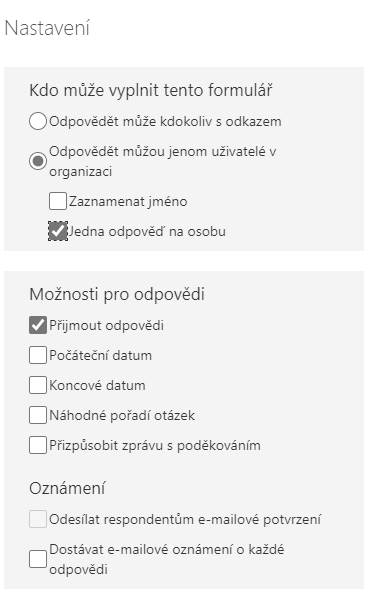 Nastavení
Kdo může vyplnit tento formulář
Odpovědět může kdokoliv s odkazem
Odpovědět můžou jenom uživatelé v
organizaci
Zaznamenat jméno
Jedna odpověď na osobu
Možnosti pro odpovědi
Přijmout odpovědi
Počáteční datum
Koncové datum
Náhodné pořadí otázek
Přizpůsobit zprávu s poděkováním
Oznámení
Odesílat respondentům e-mailové potvrzení
Dostávat e-mailové oznámení o každé
odpovědi